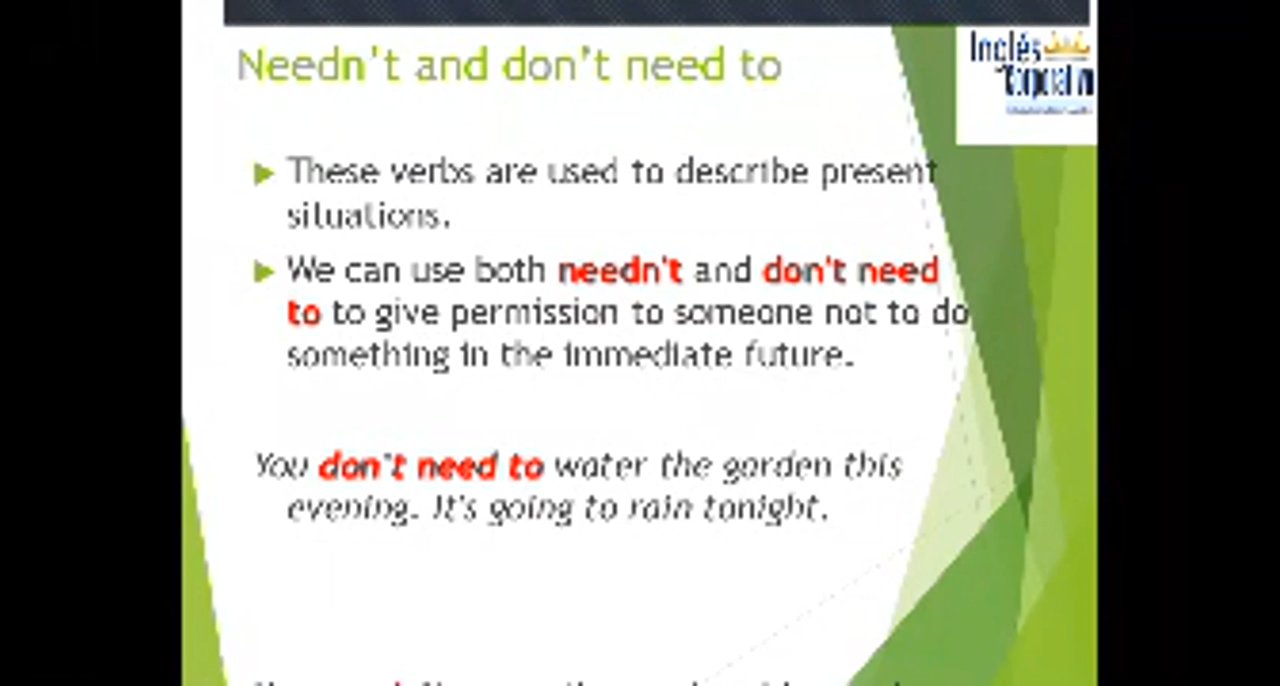 Needn't and don't need to
Inglés
Corporativo
These verbs are used to describe present
situations.
We can use both needn't and don't need
to to give permission to someone not to do
something in the immediate future.
You don't need to water the garden this
evening. It's going to rain tonight.